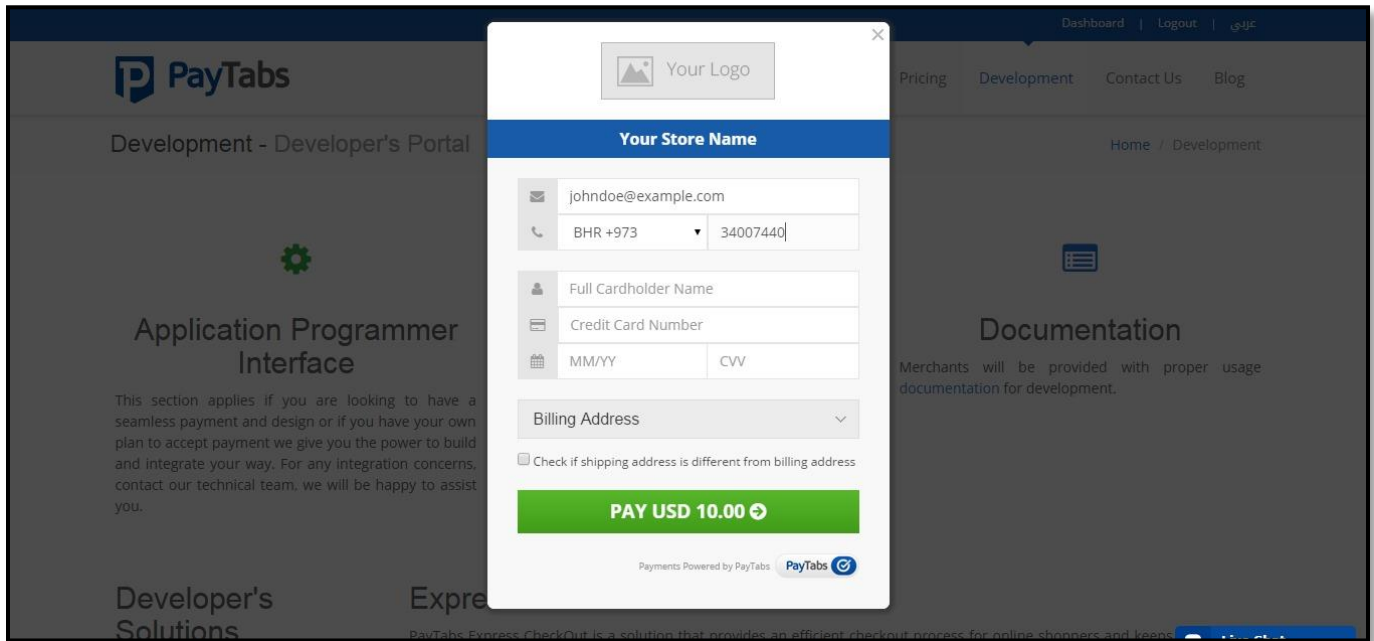 Dashboard | Logout | عربي
PayTabs
Pricing Development Contact Us Blog
Development - Developer's Portal
Home / Development
Your Logo
Your Store Name
johndoe@example.com
BHR +973 34007440
Full Cardholder Name
Credit Card Number
MM/YY CVV
Billing Address
Check if shipping address is different from billing address
PAY USD 10.00
Payments Powered by PayTabs PayTabs
Application Programmer
Interface
This section applies if you are looking to have a
seamless payment and design or if you have your own
plan to accept payment we give you the power to build
and integrate your way. For any integration concerns,
contact our technical team, we will be happy to assist
you.
Documentation
Merchants will be provided with proper usage
documentation for development.
Developer's
Solutions
Expre
PayTabs Express CheckOut is a solution that provides an efficient checkout process for online shoppers and keeps
Live Chat